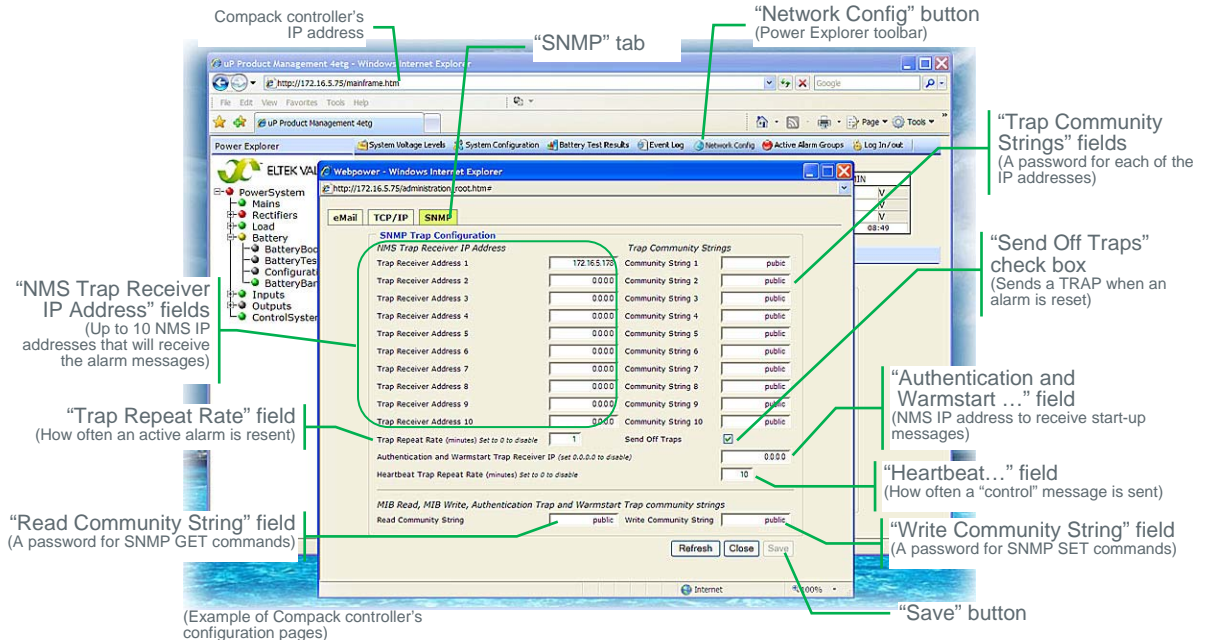 Compack controller's
IP address
"SNMP" tab
"Network Config" button
(Power Explorer toolbar)
uP Product Management 4etg - Windows Internet Explorer
http://172.16.5.75/mainframe.htm
Google
File Edit View Favorites Tools Help
uP Product Management 4etg
Page Tools
Power Explorer
System Voltage Levels System Configuration Battery Test Results Event Log Network Config Active Alarm Groups Log In/out
ELTEK VAL
PowerSystem
Mains
Rectifiers
Load
Battery
BatteryBoo
BatteryTes
Configurati
BatteryBan
Inputs
Outputs
ControlSyster
MIN
V
V
V
08:49
Webpower - Windows Internet Explorer
http://172.16.5.75/administration_root.htm#
eMail TCP/IP SNMP
SNMP Trap Configuration
NMS Trap Receiver IP Address Trap Community Strings
Trap Receiver Address 1 172.16.5.178 Community String 1 pubic
Trap Receiver Address 2 0.0.0.0 Community String 2 pubic
Trap Receiver Address 3 0.0.0.0 Community String 3 public
Trap Receiver Address 4 0.0.0.0 Community String 4 public
Trap Receiver Address 5 0.0.0.0 Community String 5 public
Trap Receiver Address 6 0.0.0.0 Community String 6 public
Trap Receiver Address 7 0.0.0.0 Community String 7 public
Trap Receiver Address 8 0.0.0.0 Community String 8 public
Trap Receiver Address 9 0.0.0.0 Community String 9 public
Trap Receiver Address 10 0.0.0.0 Community String 10 public
Trap Repeat Rate (minutes) Set to 0 to disable 1 Send Off Traps
Authentication and Warmstart Trap Receiver IP (set 0.0.0.0 to disable) 0.0.0.0
Heartbeat Trap Repeat Rate (minutes) Set to 0 to disable 10
MIB Read, MIB Write, Authentication Trap and Warmstart Trap community strings
Read Community String public Write Community String public
Refresh Close Save
Internet 100%
"Trap Community
Strings" fields
(A password for each of the
IP addresses)
"Send Off Traps"
check box
(Sends a TRAP when an
alarm is reset)
"NMS Trap Receiver
IP Address" fields
(Up to 10 NMS IP
addresses that will receive
the alarm messages)
"Authentication and
Warmstart ..." field
(NMS IP address to receive start-up
messages)
"Trap Repeat Rate" field
(How often an active alarm is resent)
"Heartbeat..." field
(How often a "control" message is sent)
"Read Community String" field
(A password for SNMP GET commands)
"Write Community String" field
(A password for SNMP SET commands)
"Save" button
(Example of Compack controller's
configuration pages)